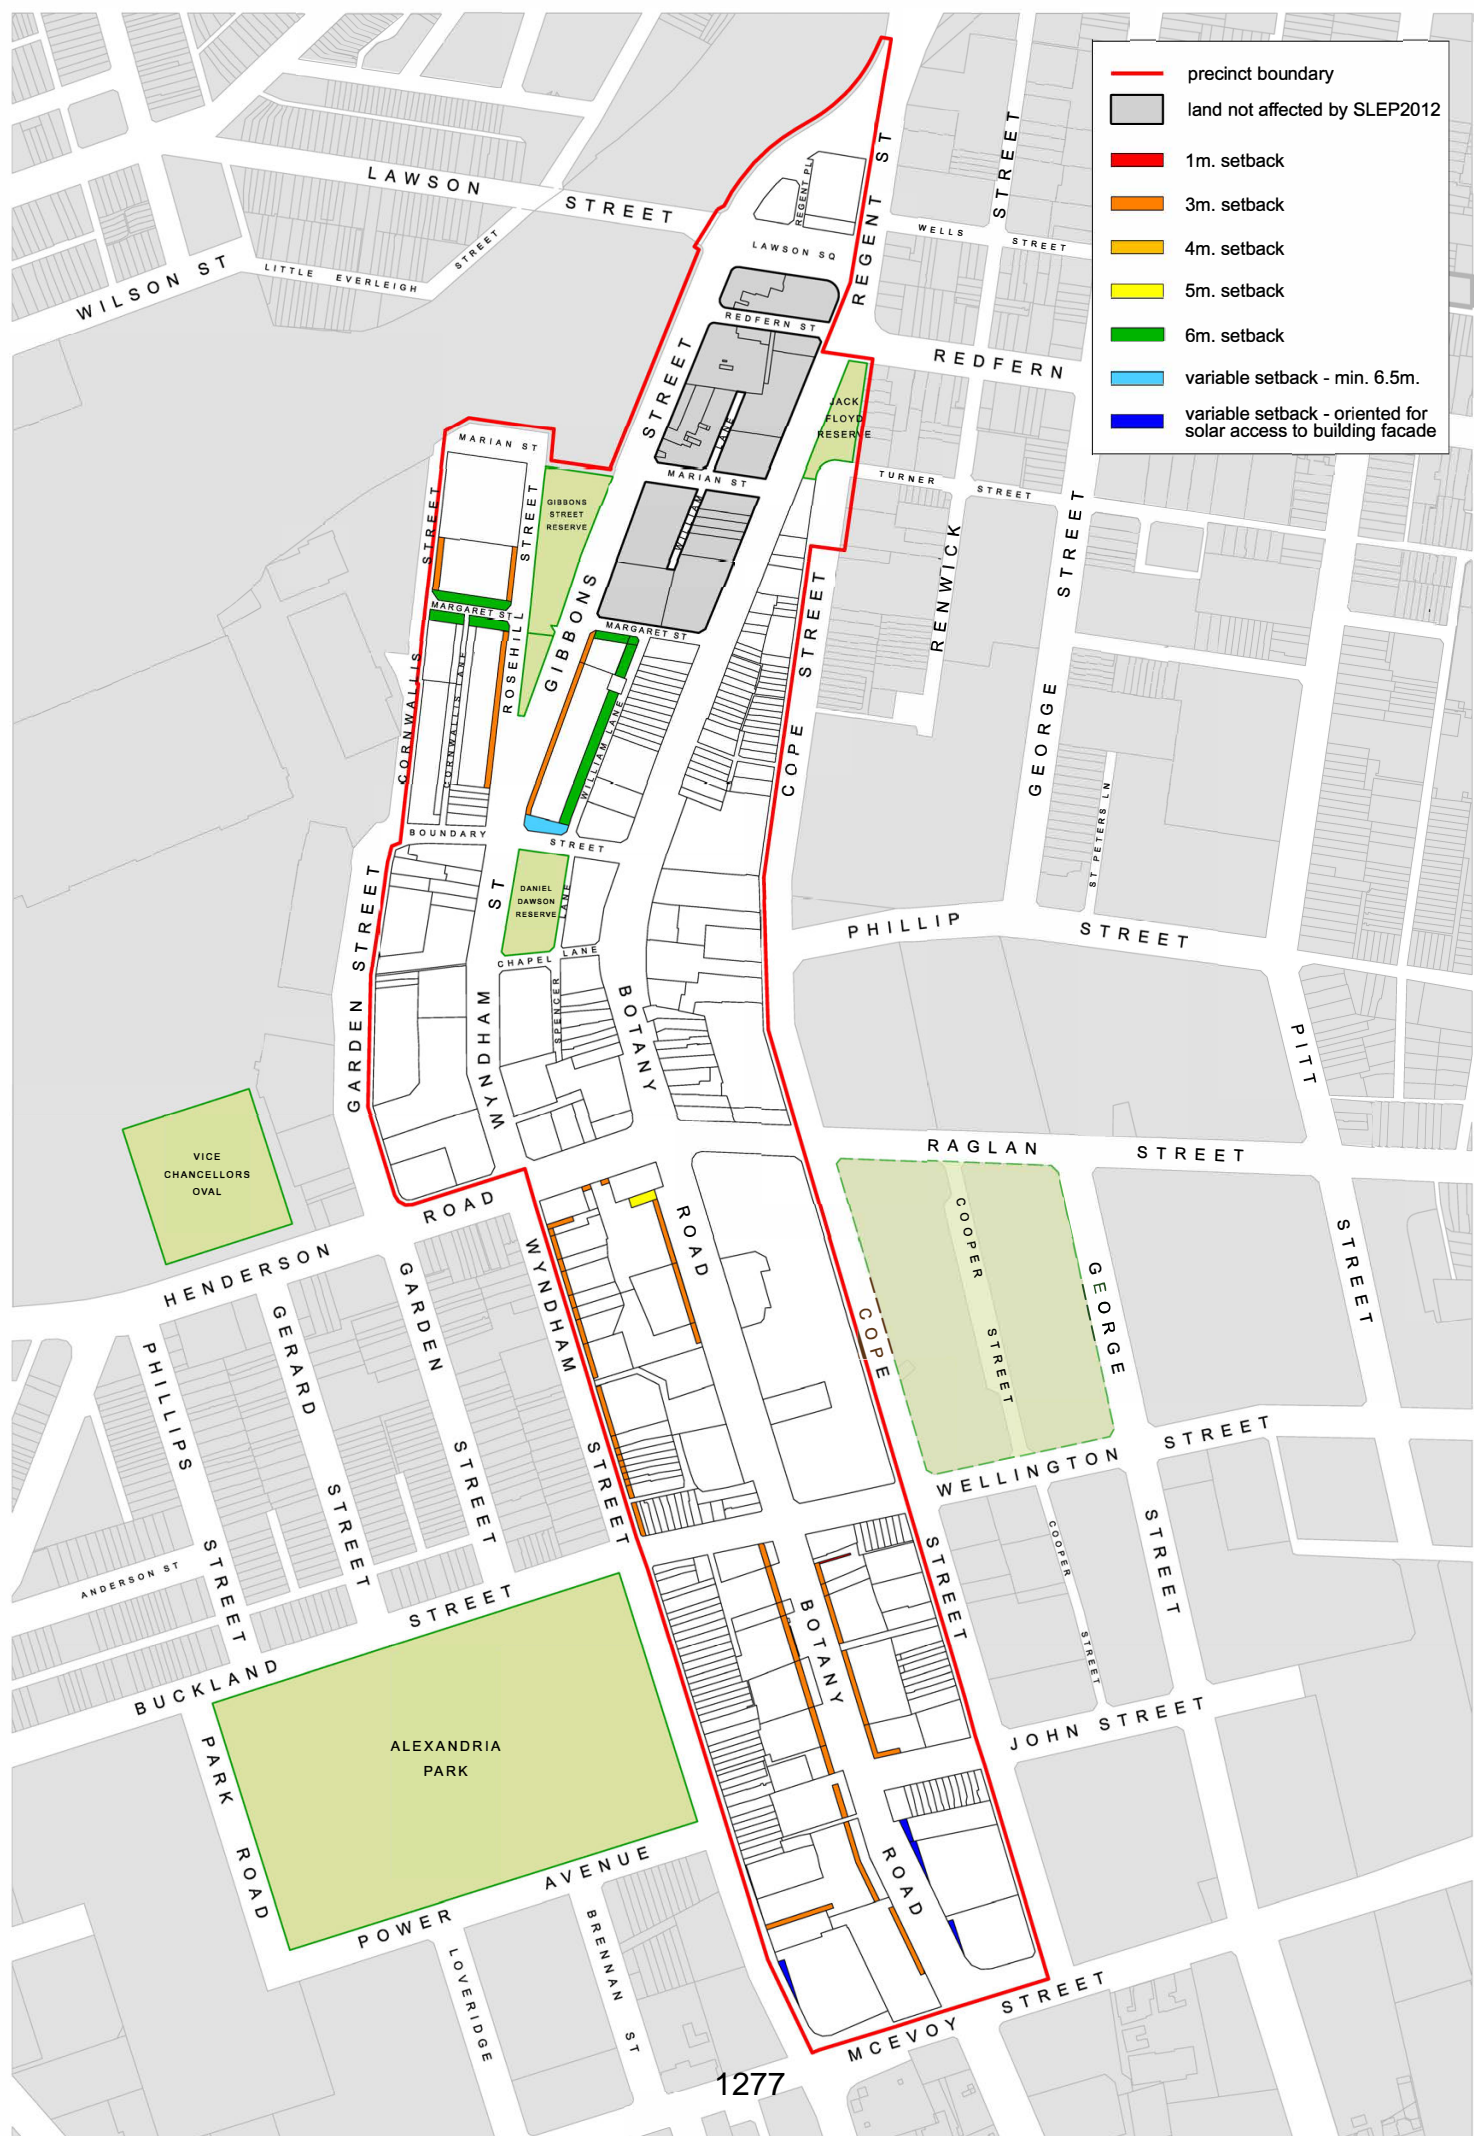 precinct boundary
land not affected by SLEP2012
1m. setback
3m. setback
4m. setback
5m. setback
6m. setback
variable setback - min. 6.5m.
variable setback - oriented for
solar access to building facade
LAWSON STREET
WILSON ST
LITTLE EVERLEIGH STREET
REGENT PL
REGENT ST
LAWSON SQ
WELLS STREET
STREET
REDFERN ST
REDFERN
STREET
JACK
FLOYD
RESERVE
LANE
MARIAN ST
MARIAN ST
TURNER STREET
STREET
STREET
GIBBONS
STREET
RESERVE
WILLIAM
RENWICK
GEORGE STREET
MARGARET ST
MARGARET ST
GIBBONS
ROSEHILL
CORNWALLIS
CORNWALLIS LANE
WILLIAM LANE
COPE STREET
ST PETERS LN
BOUNDARY STREET
GARDEN STREET
ST
DANIEL
DAWSON
RESERVE
LANE
CHAPEL LANE
PHILLIP STREET
WYNDHAM
SPENCER
BOTANY
WYNDHAM
PITT
VICE
CHANCELLORS
OVAL
RAGLAN STREET
HENDERSON ROAD
ROAD
COOPER STREET
GEORGE
STREET
COPE
WYNDHAM STREET
PHILLIPS STREET
GERARD STREET
GARDEN STREET
WELLINGTON STREET
ANDERSON ST
BUCKLAND STREET
BOTANY
STREET
COOPER STREET
STREET
JOHN STREET
ALEXANDRIA
PARK
PARK ROAD
POWER AVENUE
ROAD
BRENNAN ST
LOVERIDGE
MCEVOY STREET
1277